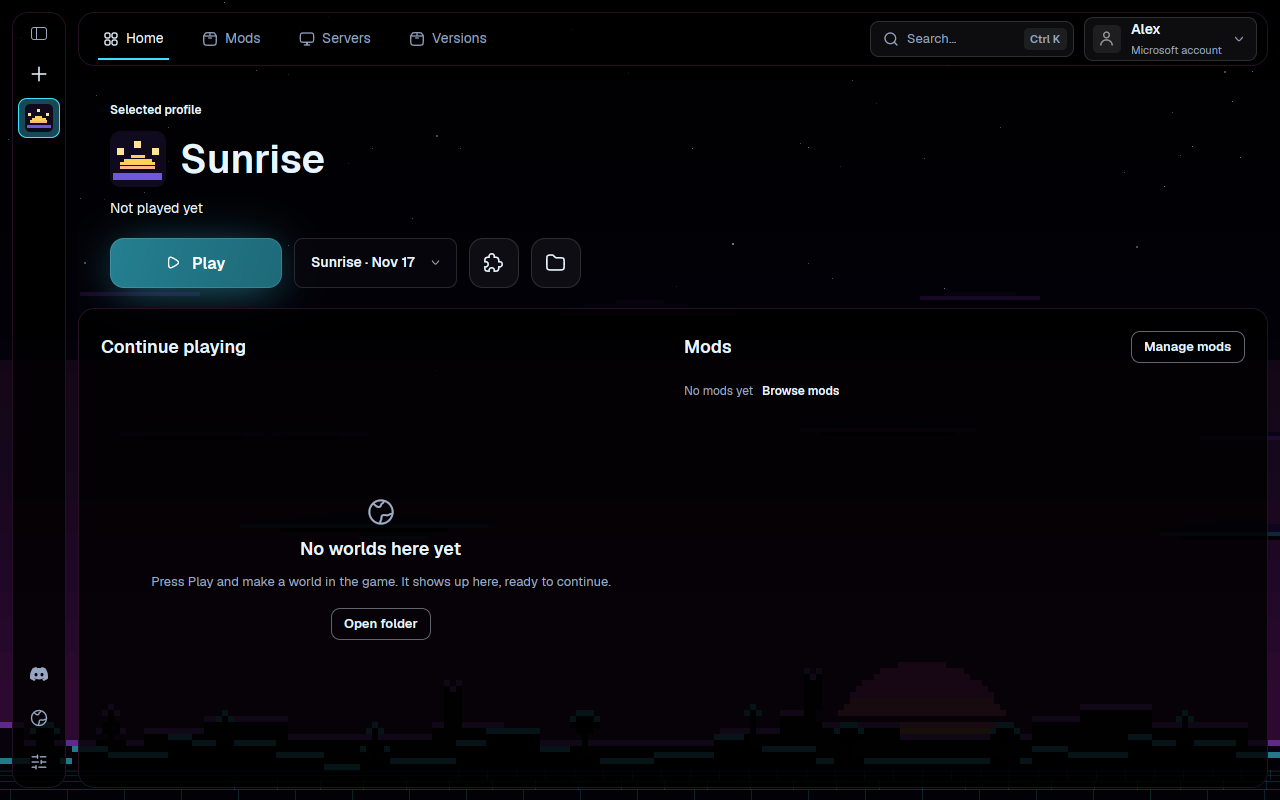 Home
Mods
Servers
Versions
Search...
Ctrl K
Alex
Microsoft account
Selected profile
Sunrise
Not played yet
Play
Sunrise · Nov 17
Continue playing
Mods
Manage mods
No mods yet Browse mods
No worlds here yet
Press Play and make a world in the game. It shows up here, ready to continue.
Open folder